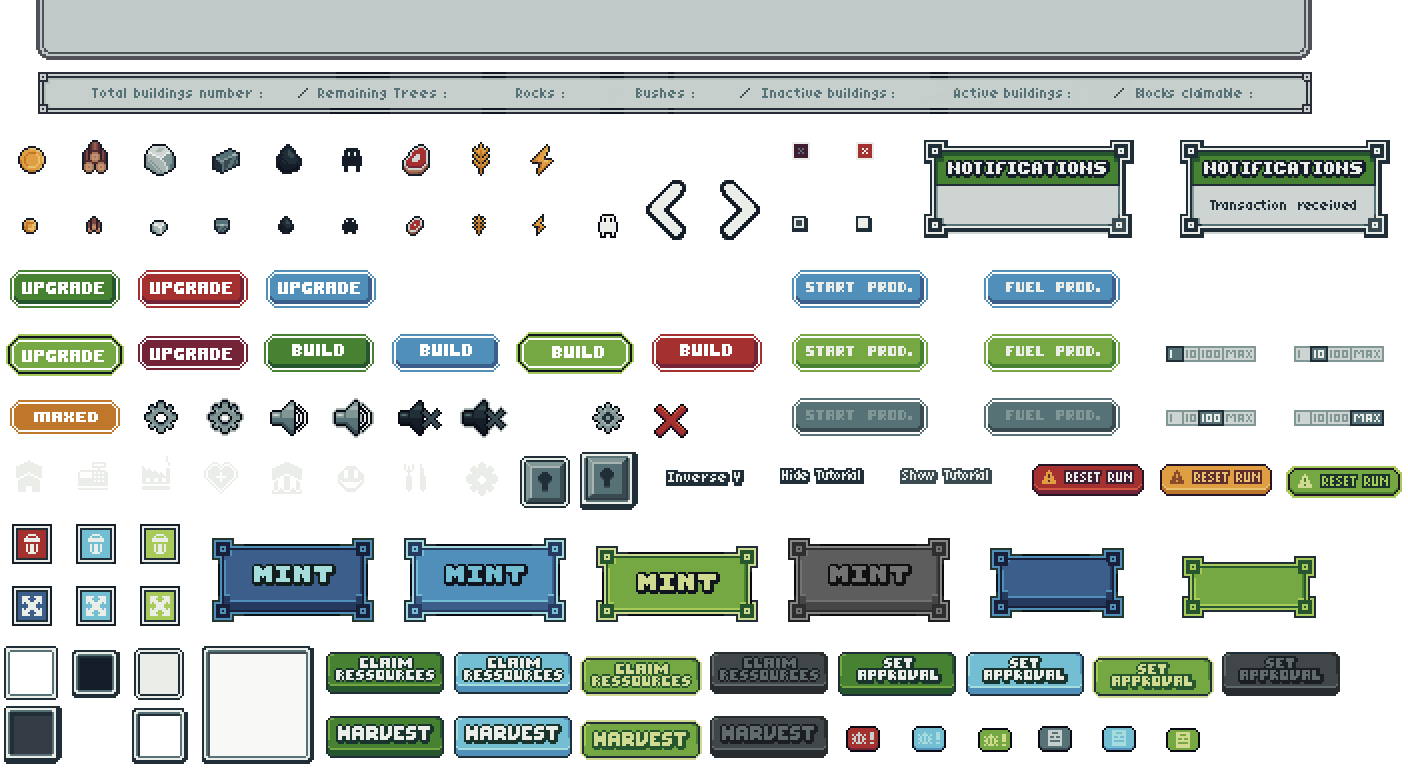 Total buildings number : / Remaining Trees : Rocks : Bushes : / Inactive buildings : Active buildings : / Blocks claimable :
NOTIFICATIONS NOTIFICATIONS
Transaction received
UPGRADE UPGRADE UPGRADE START PROD. FUEL PROD.
UPGRADE UPGRADE BUILD BUILD BUILD BUILD START PROD. FUEL PROD. 1 10 100 MAX 1 10 100 MAX
MAXED START PROD. FUEL PROD. 1 10 100 MAX 1 10 100 MAX
Inverse Y Hide Tutorial Show Tutorial RESET RUN RESET RUN RESET RUN
MINT MINT MINT MINT
CLAIM RESSOURCES CLAIM RESSOURCES CLAIM RESSOURCES CLAIM RESSOURCES SET APPROVAL SET APPROVAL SET APPROVAL SET APPROVAL
HARVEST HARVEST HARVEST HARVEST ! ! !